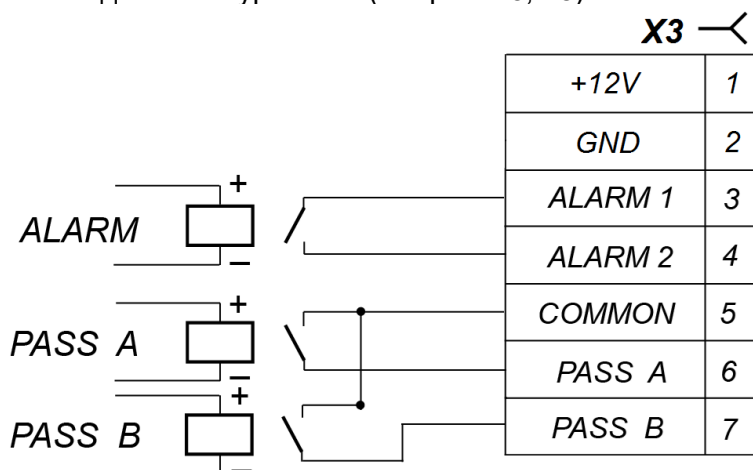 X3
+12V 1
GND 2
ALARM 1 3
ALARM 2 4
COMMON 5
PASS A 6
PASS B 7
ALARM
+
−
PASS A
+
−
PASS B
+
−